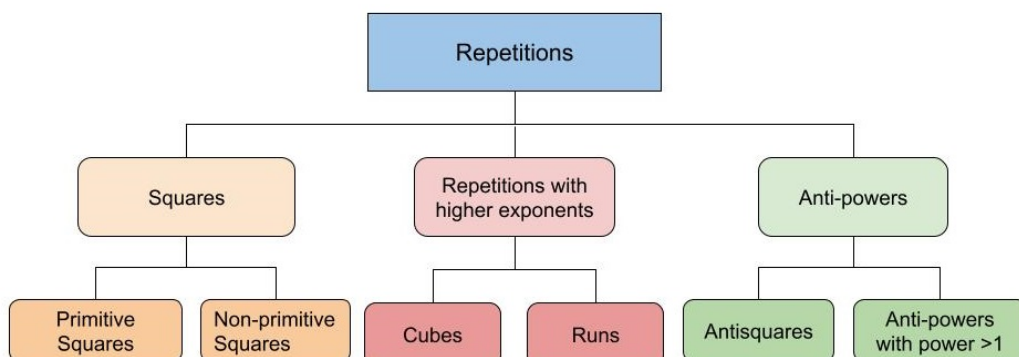 Repetitions
Squares
Repetitions with
higher exponents
Anti-powers
Primitive
Squares
Non-primitive
Squares
Cubes
Runs
Antisquares
Anti-powers
with power >1